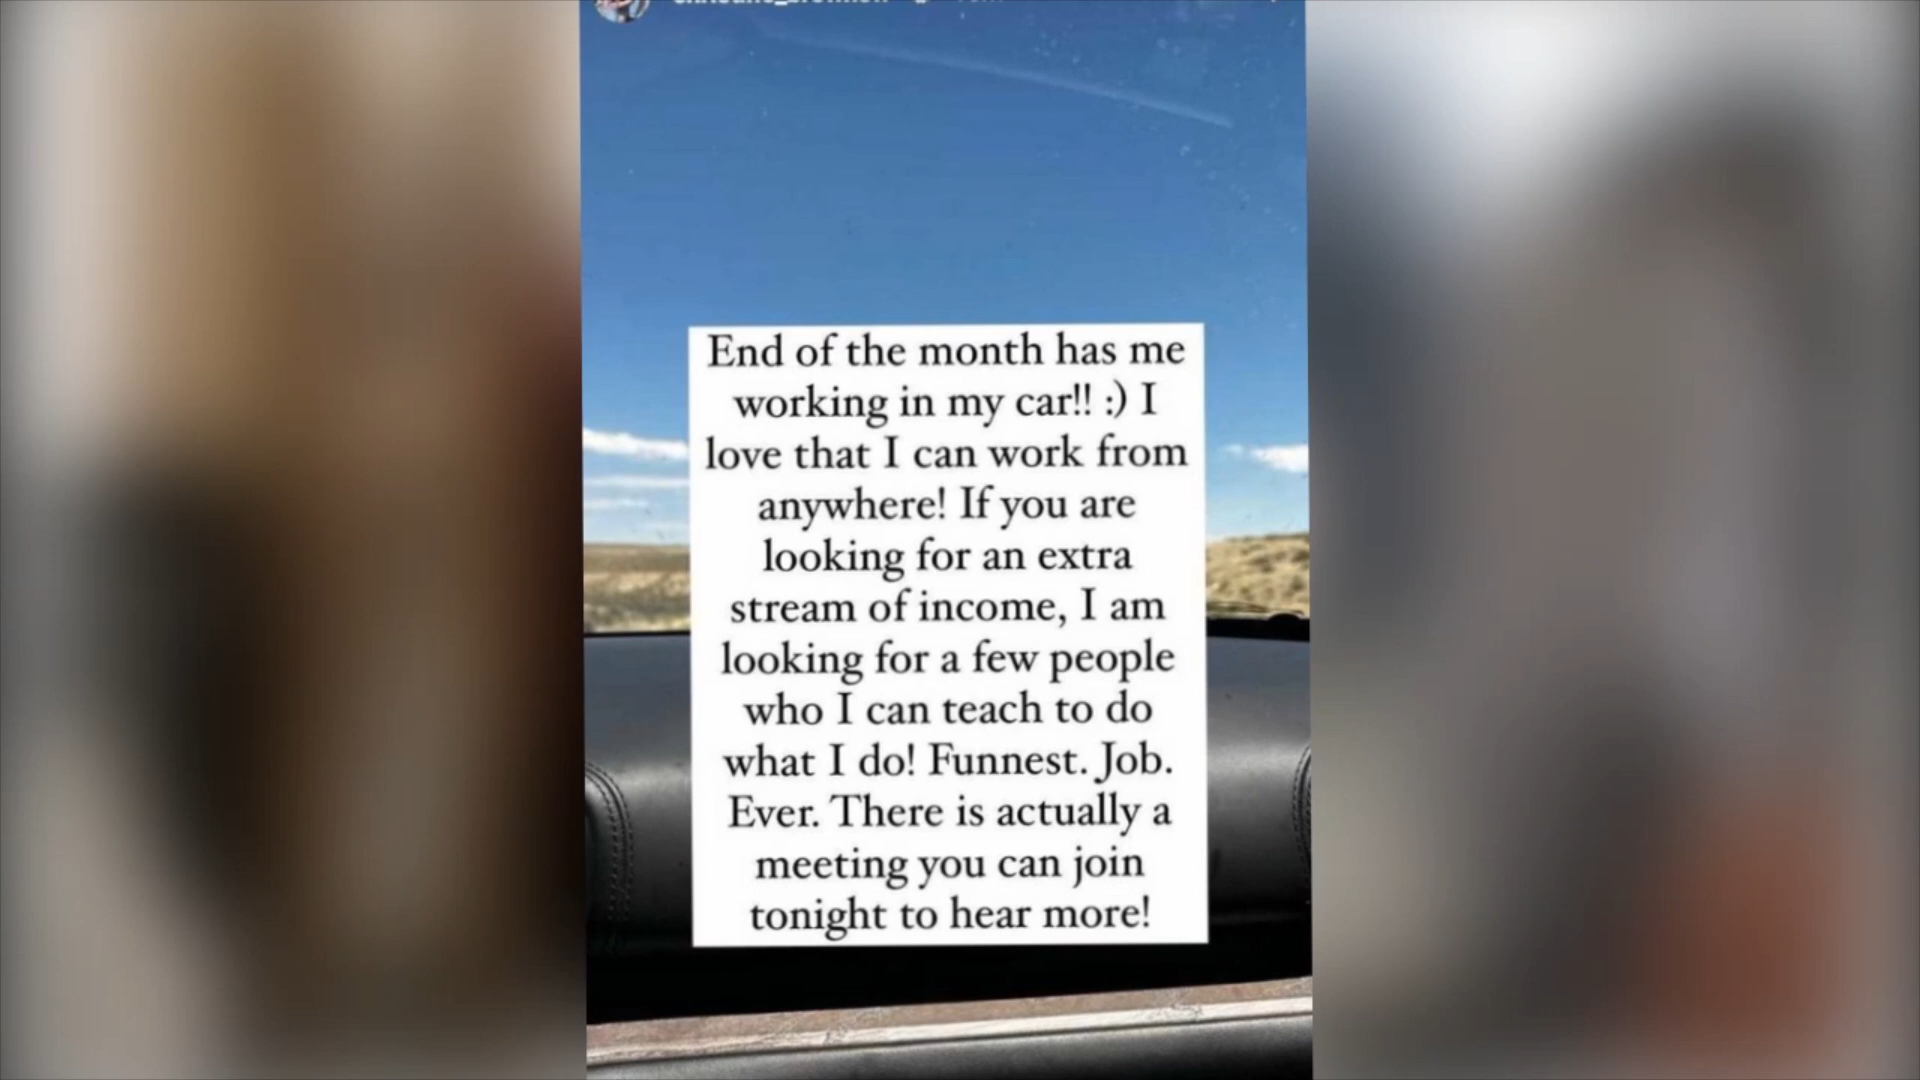 End of the month has me
working in my car!! :) I
love that I can work from
anywhere! If you are
looking for an extra
stream of income, I am
looking for a few people
who I can teach to do
what I do! Funnest. Job.
Ever. There is actually a
meeting you can join
tonight to hear more!